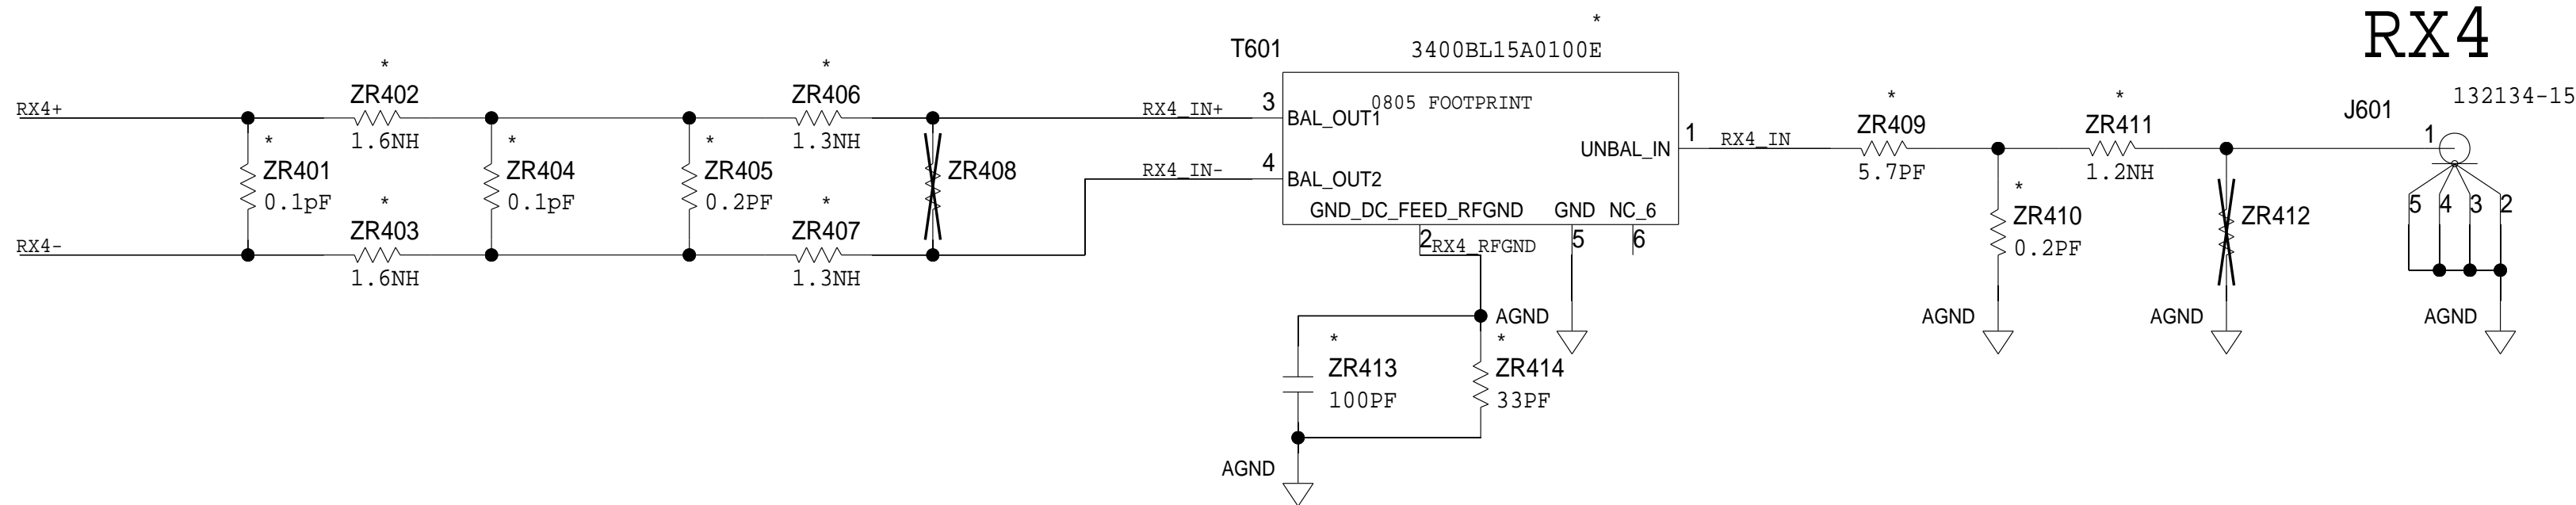 RX4
*
T601
3400BL15A0100E
*
*
*
*
ZR402
ZR406
132134-15
J601
RX4+
1.6NH
1.3NH
RX4_IN+
3
BAL_OUT1
0805 FOOTPRINT
ZR409
ZR411
1
UNBAL_IN
1
RX4_IN
5.7PF
1.2NH
*
ZR401
0.1pF
*
ZR404
0.1pF
*
ZR405
0.2PF
ZR408
RX4_IN-
4
BAL_OUT2
*
ZR403
1.6NH
*
ZR407
1.3NH
RX4-
GND_DC_FEED_RFGND
GND
NC_6
2
RX4_RFGND
5
6
*
ZR410
0.2PF
ZR412
5
4
3
2
AGND
AGND
AGND
AGND
*
ZR413
100PF
*
ZR414
33PF
AGND